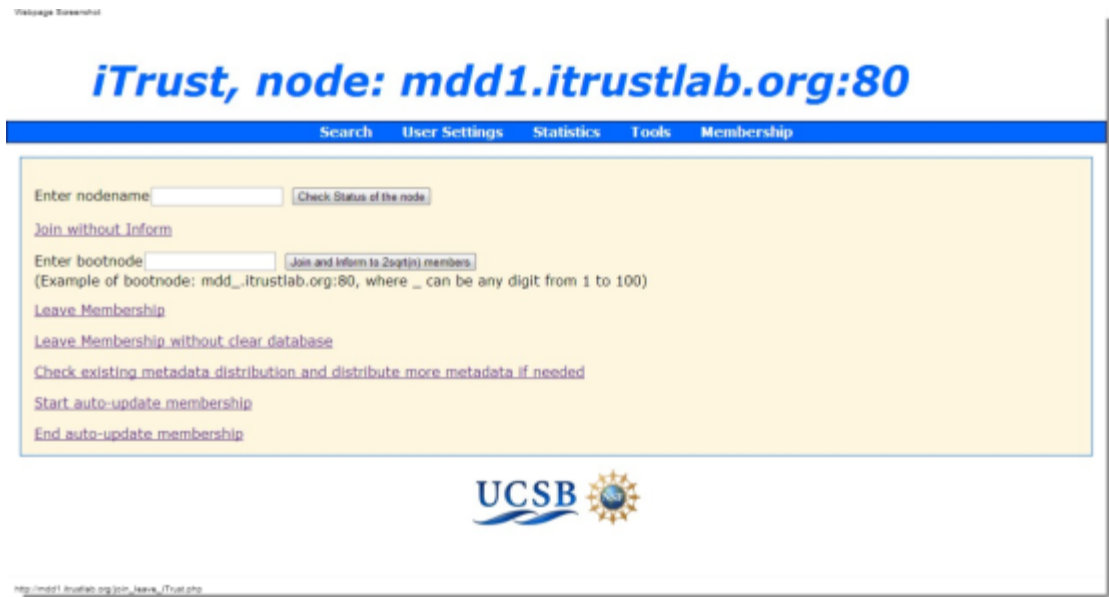 Webpage Screenshot
iTrust, node: mdd1.itrustlab.org:80
Search User Settings Statistics Tools Membership
Enter nodename Check Status of the node
Join without Inform
Enter bootnode Join and Inform to 2sqrt(n) members
(Example of bootnode: mdd_.itrustlab.org:80, where _ can be any digit from 1 to 100)
Leave Membership
Leave Membership without clear database
Check existing metadata distribution and distribute more metadata if needed
Start auto-update membership
End auto-update membership
UCSB NSF
http://mdd1.itrustlab.org/join_leave_iTrust.php